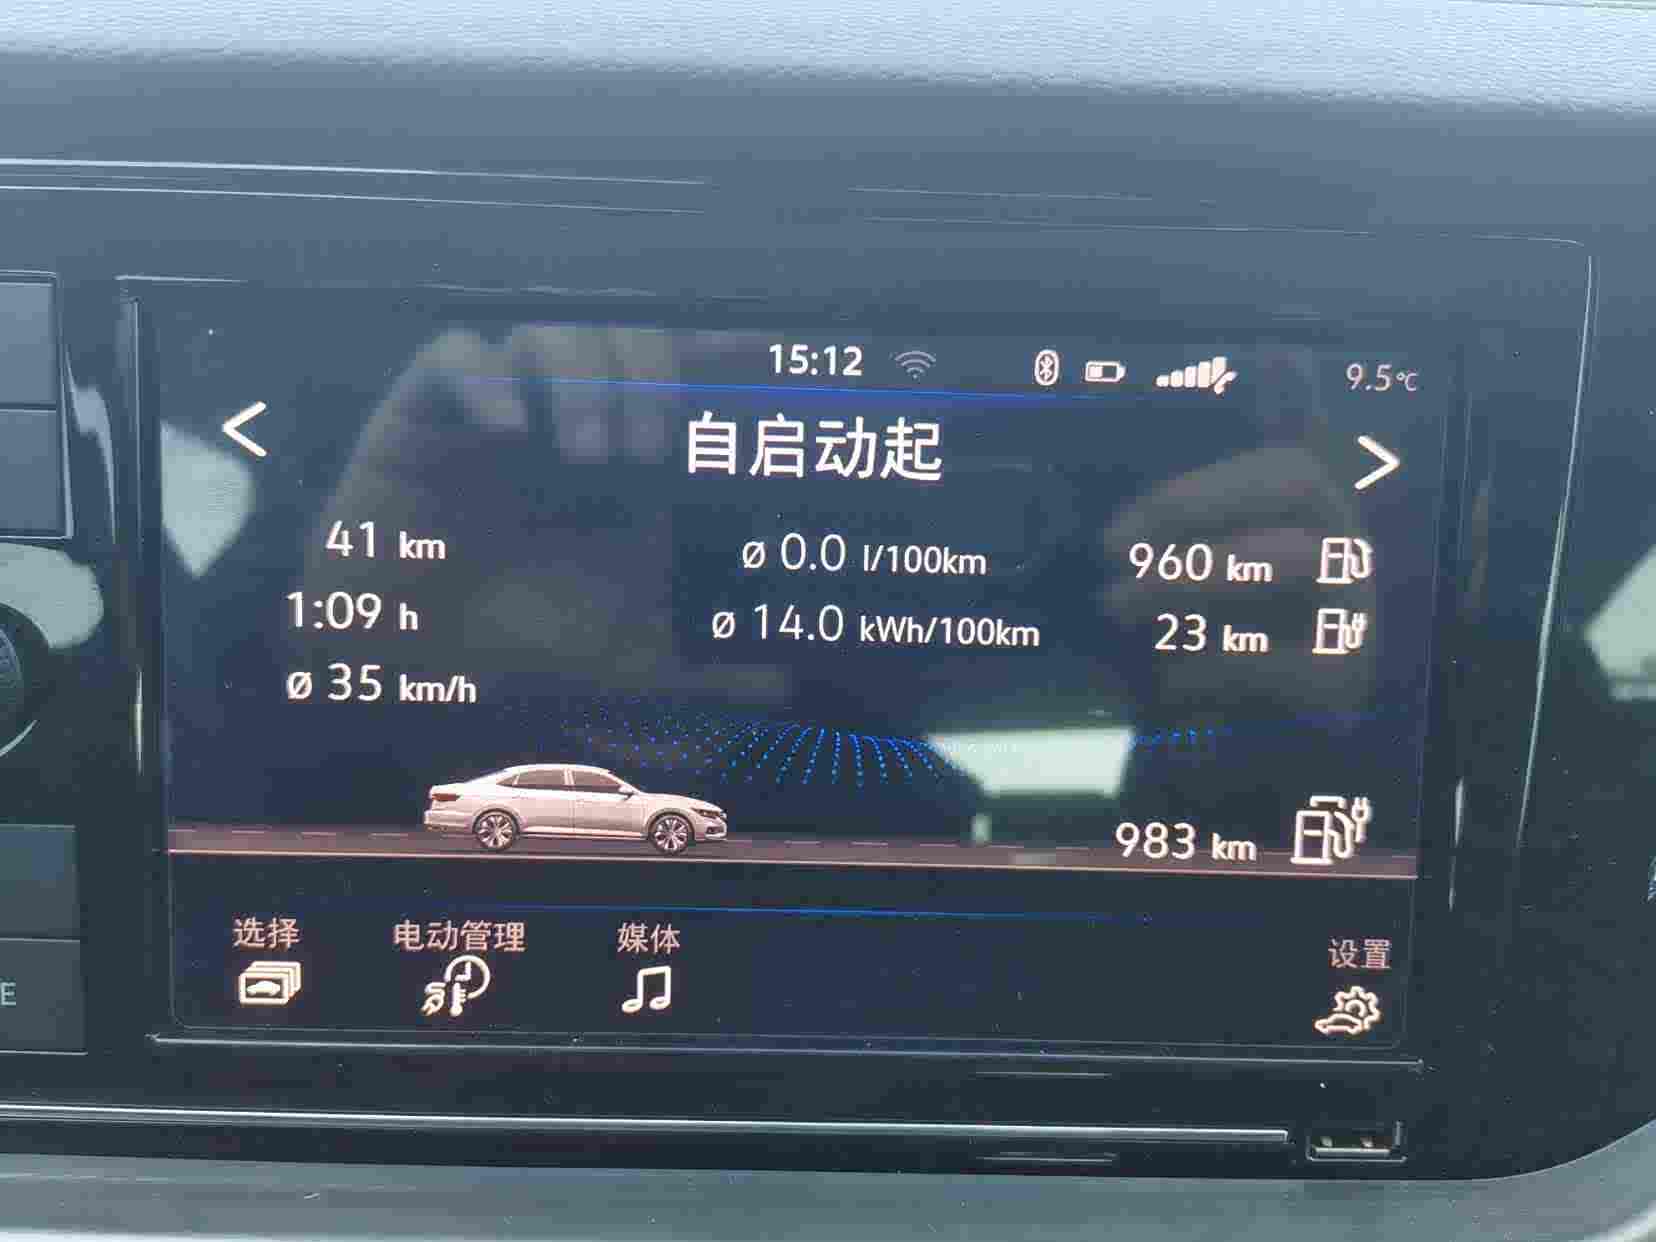 15:12 9.5°C
< 自启动起 >
41 km ø 0.0 l/100km 960 km
1:09 h ø 14.0 kWh/100km 23 km
ø 35 km/h
983 km
选择 电动管理 媒体 设置
E